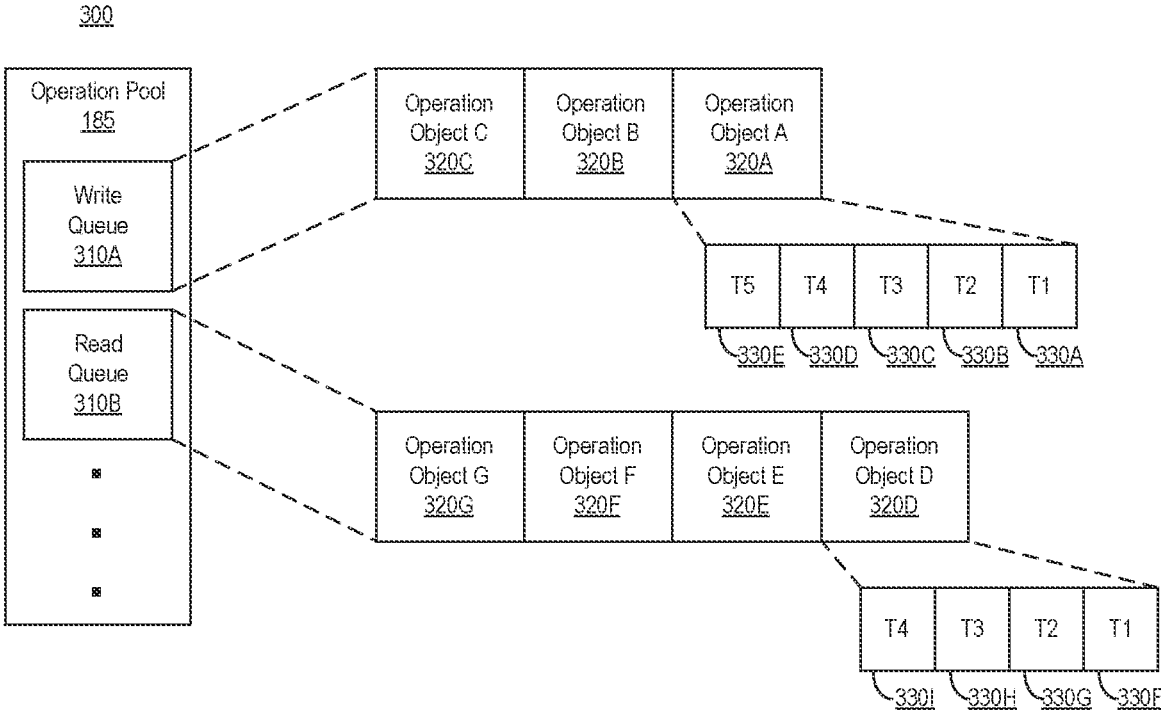 300
Operation Pool
185
Write
Queue
310A
Read
Queue
310B
Operation
Object C
320C
Operation
Object B
320B
Operation
Object A
320A
T5
T4
T3
T2
T1
330E
330D
330C
330B
330A
Operation
Object G
320G
Operation
Object F
320F
Operation
Object E
320E
Operation
Object D
320D
T4
T3
T2
T1
330I
330H
330G
330F